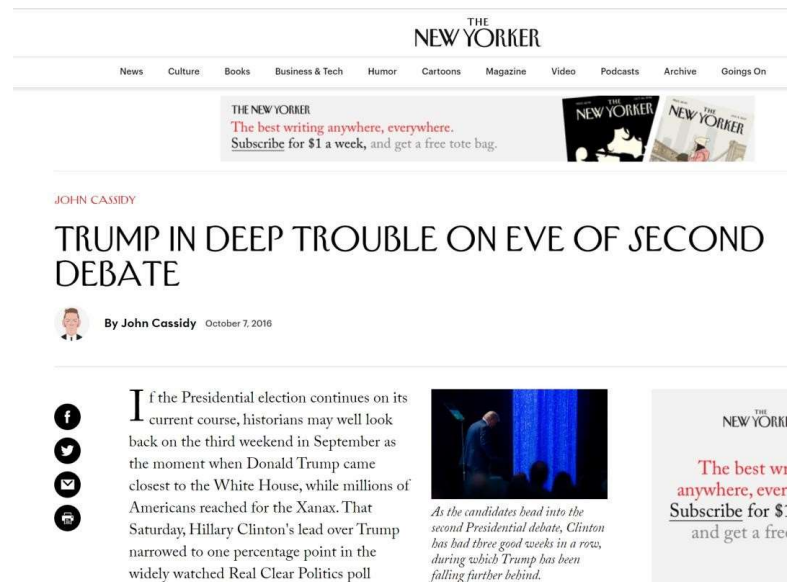 THE
NEW YORKER
News Culture Books Business & Tech Humor Cartoons Magazine Video Podcasts Archive Goings On
THE NEW YORKER
The best writing anywhere, everywhere.
Subscribe for $1 a week, and get a free tote bag.
THE
NEW YORKER
THE
NEW YORKER
JOHN CASSIDY
TRUMP IN DEEP TROUBLE ON EVE OF SECOND
DEBATE
By John Cassidy October 7, 2016
If the Presidential election continues on its
current course, historians may well look
back on the third weekend in September as
the moment when Donald Trump came
closest to the White House, while millions of
Americans reached for the Xanax. That
Saturday, Hillary Clinton's lead over Trump
narrowed to one percentage point in the
widely watched Real Clear Politics poll
As the candidates head into the
second Presidential debate, Clinton
has had three good weeks in a row,
during which Trump has been
falling further behind.
THE
NEW YORK
The best wr
anywhere, ever
Subscribe for $1
and get a free